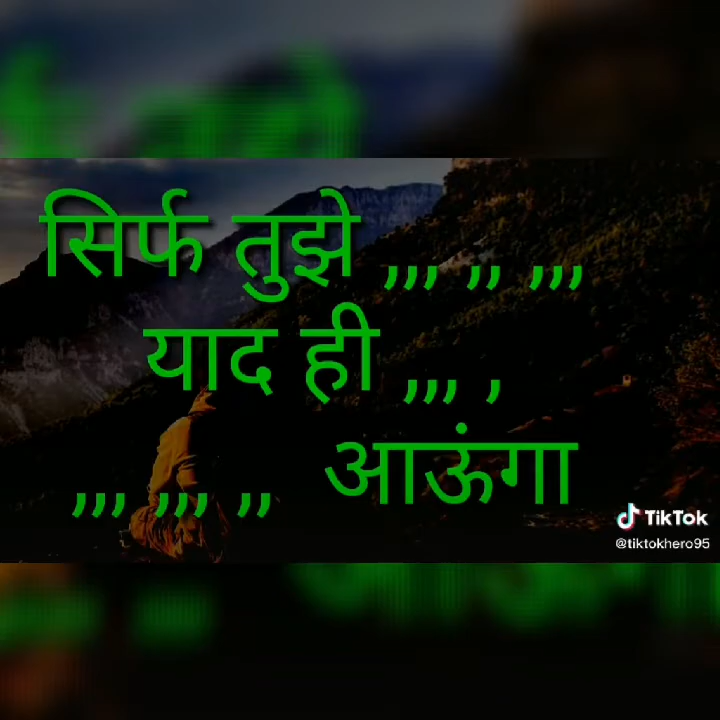 सिर्फ तुझे ,,, ,, ,,,
याद ही ,,, ,
,,, ,,, ,, आऊंगा
TikTok
@tiktokhero95